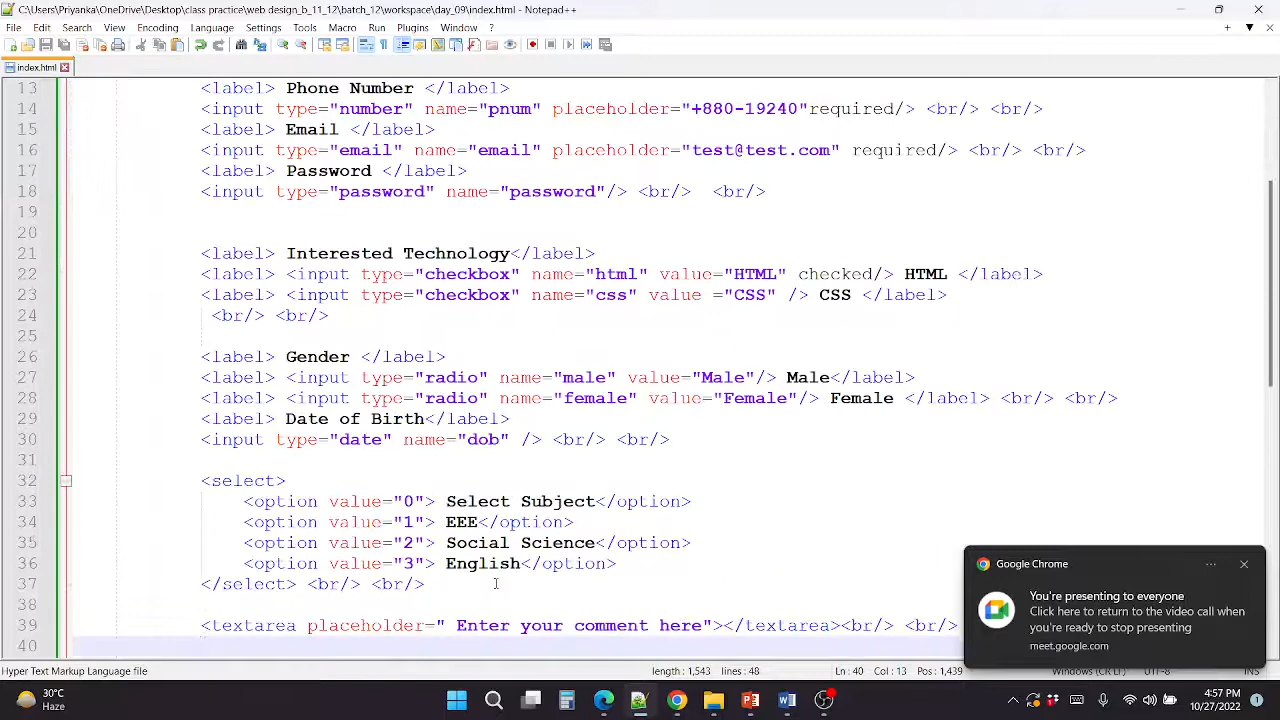 C:\Users\Priyanka\OneDrive\Desktop\class practice\web design_b_11_12\batch_12\workspace\day_09\index.html - Notepad++
File Edit Search View Encoding Language Settings Tools Macro Run Plugins Window ?
index.html
13 <label> Phone Number </label>
14 <input type="number" name="pnum" placeholder="+880-19240"required/> <br/> <br/>
15 <label> Email </label>
16 <input type="email" name="email" placeholder="test@test.com" required/> <br/> <br/>
17 <label> Password </label>
18 <input type="password" name="password"/> <br/>  <br/>
19
20
21 <label> Interested Technology</label>
22 <label> <input type="checkbox" name="html" value="HTML" checked/> HTML </label>
23 <label> <input type="checkbox" name="css" value ="CSS" /> CSS </label>
24 <br/> <br/>
25
26 <label> Gender </label>
27 <label> <input type="radio" name="male" value="Male"/> Male</label>
28 <label> <input type="radio" name="female" value="Female"/> Female </label> <br/> <br/>
29 <label> Date of Birth</label>
30 <input type="date" name="dob" /> <br/> <br/>
31
32 <select>
33 <option value="0"> Select Subject</option>
34 <option value="1"> EEE</option>
35 <option value="2"> Social Science</option>
36 <option value="3"> English</option>
37 </select> <br/> <br/>
38
39 <textarea placeholder=" Enter your comment here"></textarea><br/> <br/>
40
Google Chrome
You're presenting to everyone
Click here to return to the video call when
you're ready to stop presenting
meet.google.com
Hyper Text Markup Language file length : 1,543 lines : 48 Ln : 40 Col : 13 Pos : 1,439 Windows (CR LF) UTF-8 INS
30°C
Haze
4:57 PM
10/27/2022